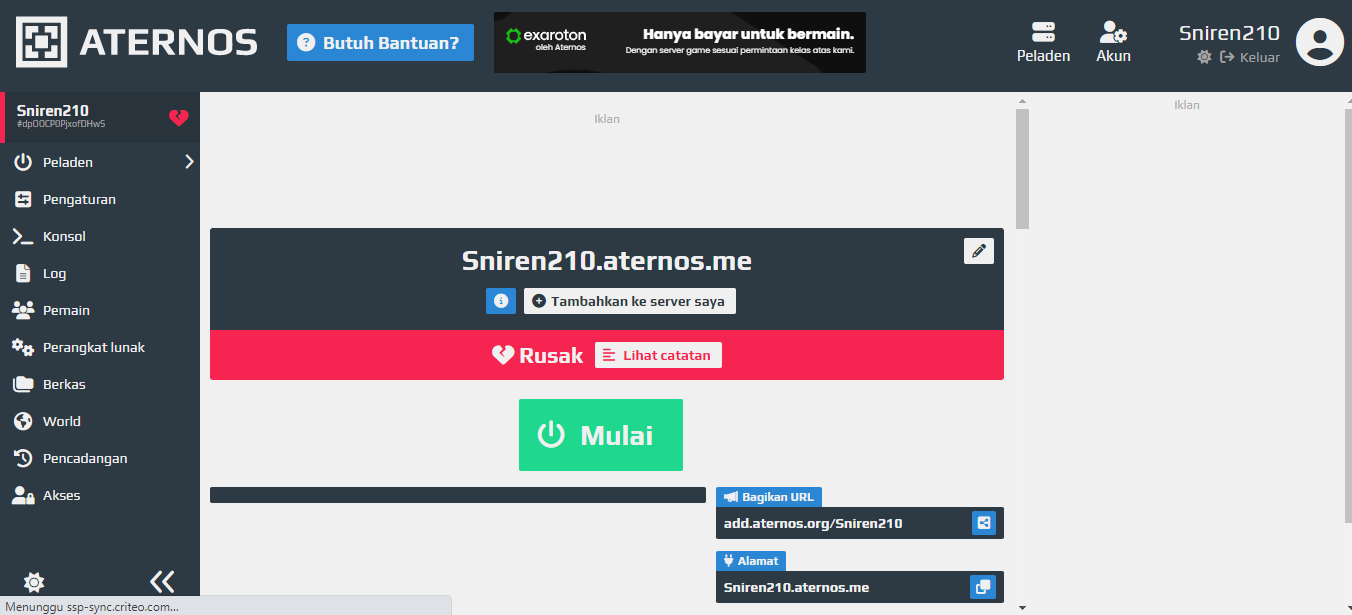 ATERNOS
Butuh Bantuan?
exaroton
oleh Aternos
Hanya bayar untuk bermain.
Dengan server game sesuai permintaan kelas atas kami.
Peladen
Akun
Sniren210
Keluar
Sniren210
#dpOOCP0PjxofDHwS
Peladen
Pengaturan
Konsol
Log
Pemain
Perangkat lunak
Berkas
World
Pencadangan
Akses
Iklan
Iklan
Sniren210.aternos.me
Tambahkan ke server saya
Rusak
Lihat catatan
Mulai
Bagikan URL
add.aternos.org/Sniren210
Alamat
Sniren210.aternos.me
Menunggu ssp-sync.criteo.com...